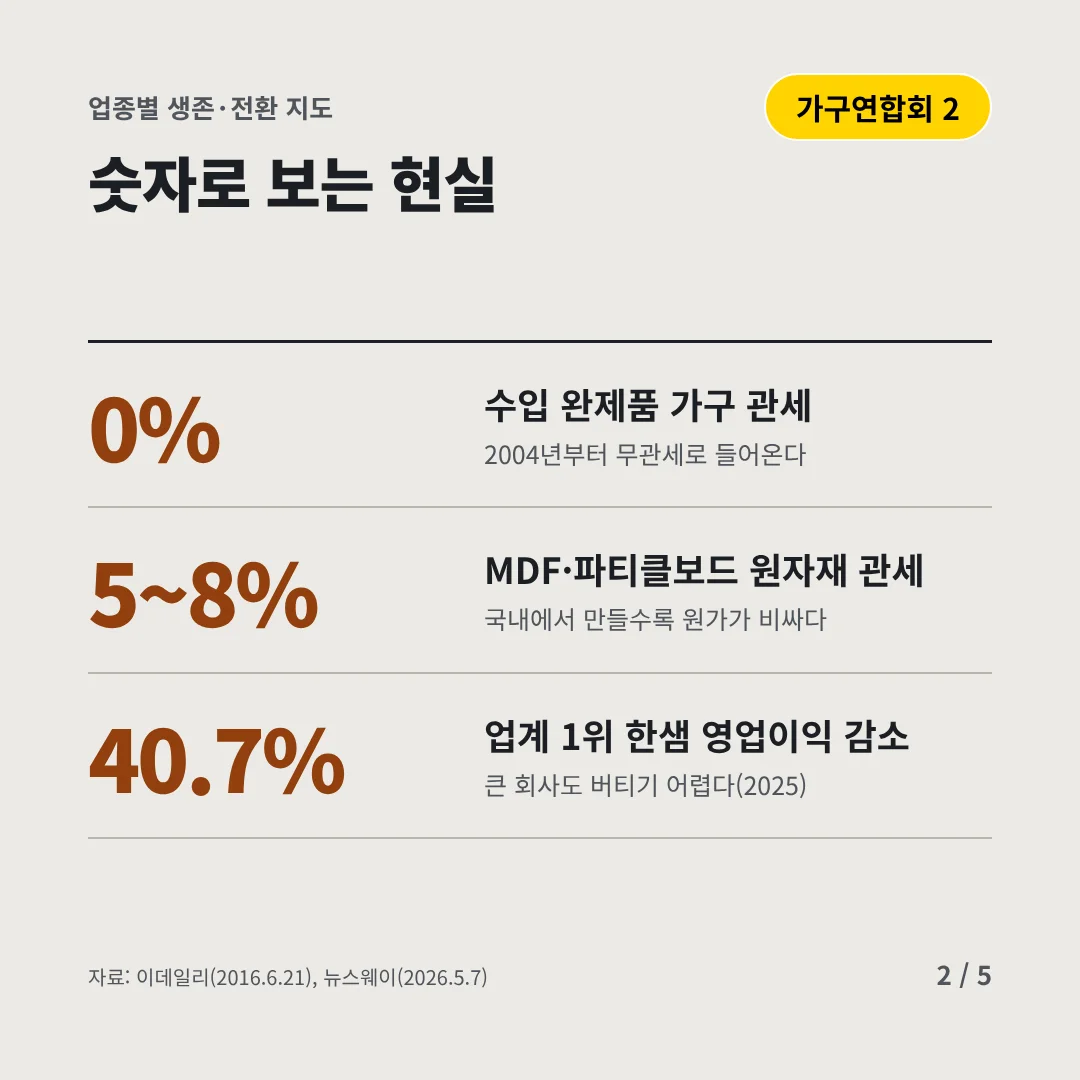 업종별 생존·전환 지도
가구연합회 2
숫자로 보는 현실
0%
수입 완제품 가구 관세
2004년부터 무관세로 들어온다
5~8%
MDF·파티클보드 원자재 관세
국내에서 만들수록 원가가 비싸다
40.7%
업계 1위 한샘 영업이익 감소
큰 회사도 버티기 어렵다(2025)
자료: 이데일리(2016.6.21), 뉴스웨이(2026.5.7)
2 / 5